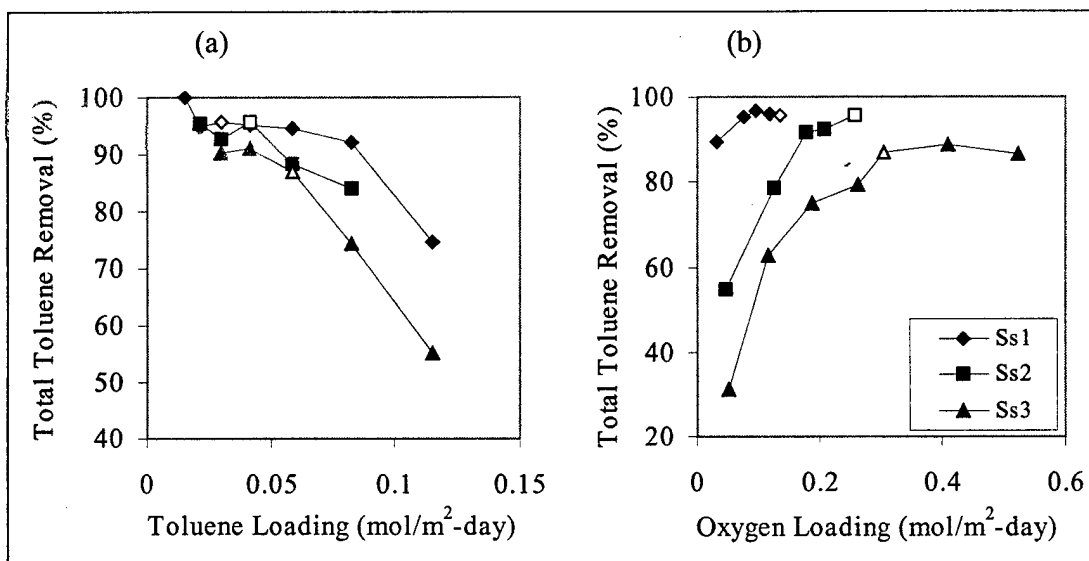 (a)
(b)
Total Toluene Removal (%)
100
90
80
70
60
50
40
0
0.05
0.1
0.15
Toluene Loading (mol/m²-day)
Total Toluene Removal (%)
100
80
60
40
20
0
0.2
0.4
0.6
Oxygen Loading (mol/m²-day)
Ss1
Ss2
Ss3